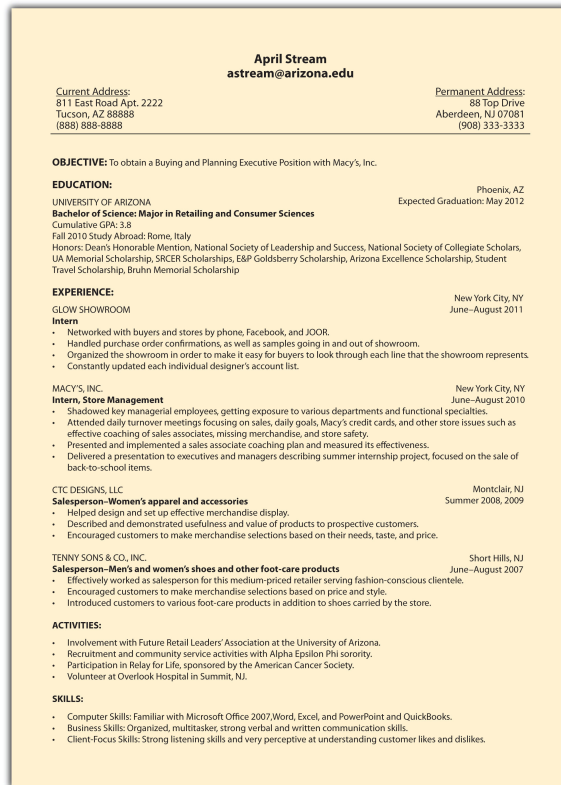 April Stream
astream@arizona.edu
Current Address:
811 East Road Apt. 2222
Tucson, AZ 88888
(888) 888-8888
Permanent Address:
88 Top Drive
Aberdeen, NJ 07081
(908) 333-3333
OBJECTIVE: To obtain a Buying and Planning Executive Position with Macy's, Inc.
EDUCATION:
Phoenix, AZ
UNIVERSITY OF ARIZONA
Expected Graduation: May 2012
Bachelor of Science: Major in Retailing and Consumer Sciences
Cumulative GPA: 3.8
Fall 2010 Study Abroad: Rome, Italy
Honors: Dean's Honorable Mention, National Society of Leadership and Success, National Society of Collegiate Scholars,
UA Memorial Scholarship, SRCER Scholarships, E&P Goldsberry Scholarship, Arizona Excellence Scholarship, Student
Travel Scholarship, Bruhn Memorial Scholarship
EXPERIENCE:
New York City, NY
GLOW SHOWROOM
June–August 2011
Intern
• Networked with buyers and stores by phone, Facebook, and JOOR.
• Handled purchase order confirmations, as well as samples going in and out of showroom.
• Organized the showroom in order to make it easy for buyers to look through each line that the showroom represents.
• Constantly updated each individual designer's account list.
MACY'S, INC.
New York City, NY
Intern, Store Management
June–August 2010
• Shadowed key managerial employees, getting exposure to various departments and functional specialties.
• Attended daily turnover meetings focusing on sales, daily goals, Macy's credit cards, and other store issues such as
effective coaching of sales associates, missing merchandise, and store safety.
• Presented and implemented a sales associate coaching plan and measured its effectiveness.
• Delivered a presentation to executives and managers describing summer internship project, focused on the sale of
back-to-school items.
CTC DESIGNS, LLC
Montclair, NJ
Salesperson–Women's apparel and accessories
Summer 2008, 2009
• Helped design and set up effective merchandise display.
• Described and demonstrated usefulness and value of products to prospective customers.
• Encouraged customers to make merchandise selections based on their needs, taste, and price.
TENNY SONS & CO., INC.
Short Hills, NJ
Salesperson–Men's and women's shoes and other foot-care products
June–August 2007
• Effectively worked as salesperson for this medium-priced retailer serving fashion-conscious clientele.
• Encouraged customers to make merchandise selections based on price and style.
• Introduced customers to various foot-care products in addition to shoes carried by the store.
ACTIVITIES:
• Involvement with Future Retail Leaders' Association at the University of Arizona.
• Recruitment and community service activities with Alpha Epsilon Phi sorority.
• Participation in Relay for Life, sponsored by the American Cancer Society.
• Volunteer at Overlook Hospital in Summit, NJ.
SKILLS:
• Computer Skills: Familiar with Microsoft Office 2007,Word, Excel, and PowerPoint and QuickBooks.
• Business Skills: Organized, multitasker, strong verbal and written communication skills.
• Client-Focus Skills: Strong listening skills and very perceptive at understanding customer likes and dislikes.